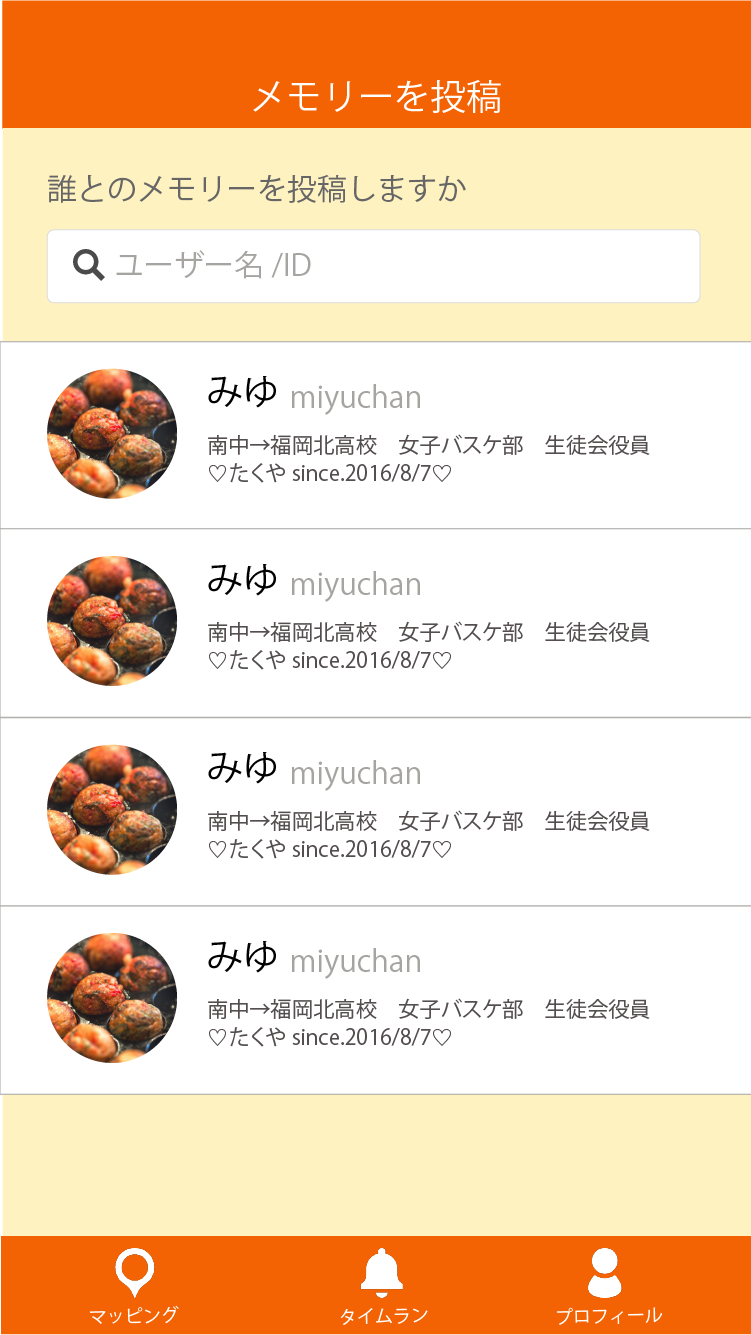 メモリーを投稿
誰とのメモリーを投稿しますか
ユーザー名 /ID
みゆ miyuchan
南中→福岡北高校　女子バスケ部　生徒会役員
♡たくや since.2016/8/7♡
みゆ miyuchan
南中→福岡北高校　女子バスケ部　生徒会役員
♡たくや since.2016/8/7♡
みゆ miyuchan
南中→福岡北高校　女子バスケ部　生徒会役員
♡たくや since.2016/8/7♡
みゆ miyuchan
南中→福岡北高校　女子バスケ部　生徒会役員
♡たくや since.2016/8/7♡
マッピング タイムラン プロフィール